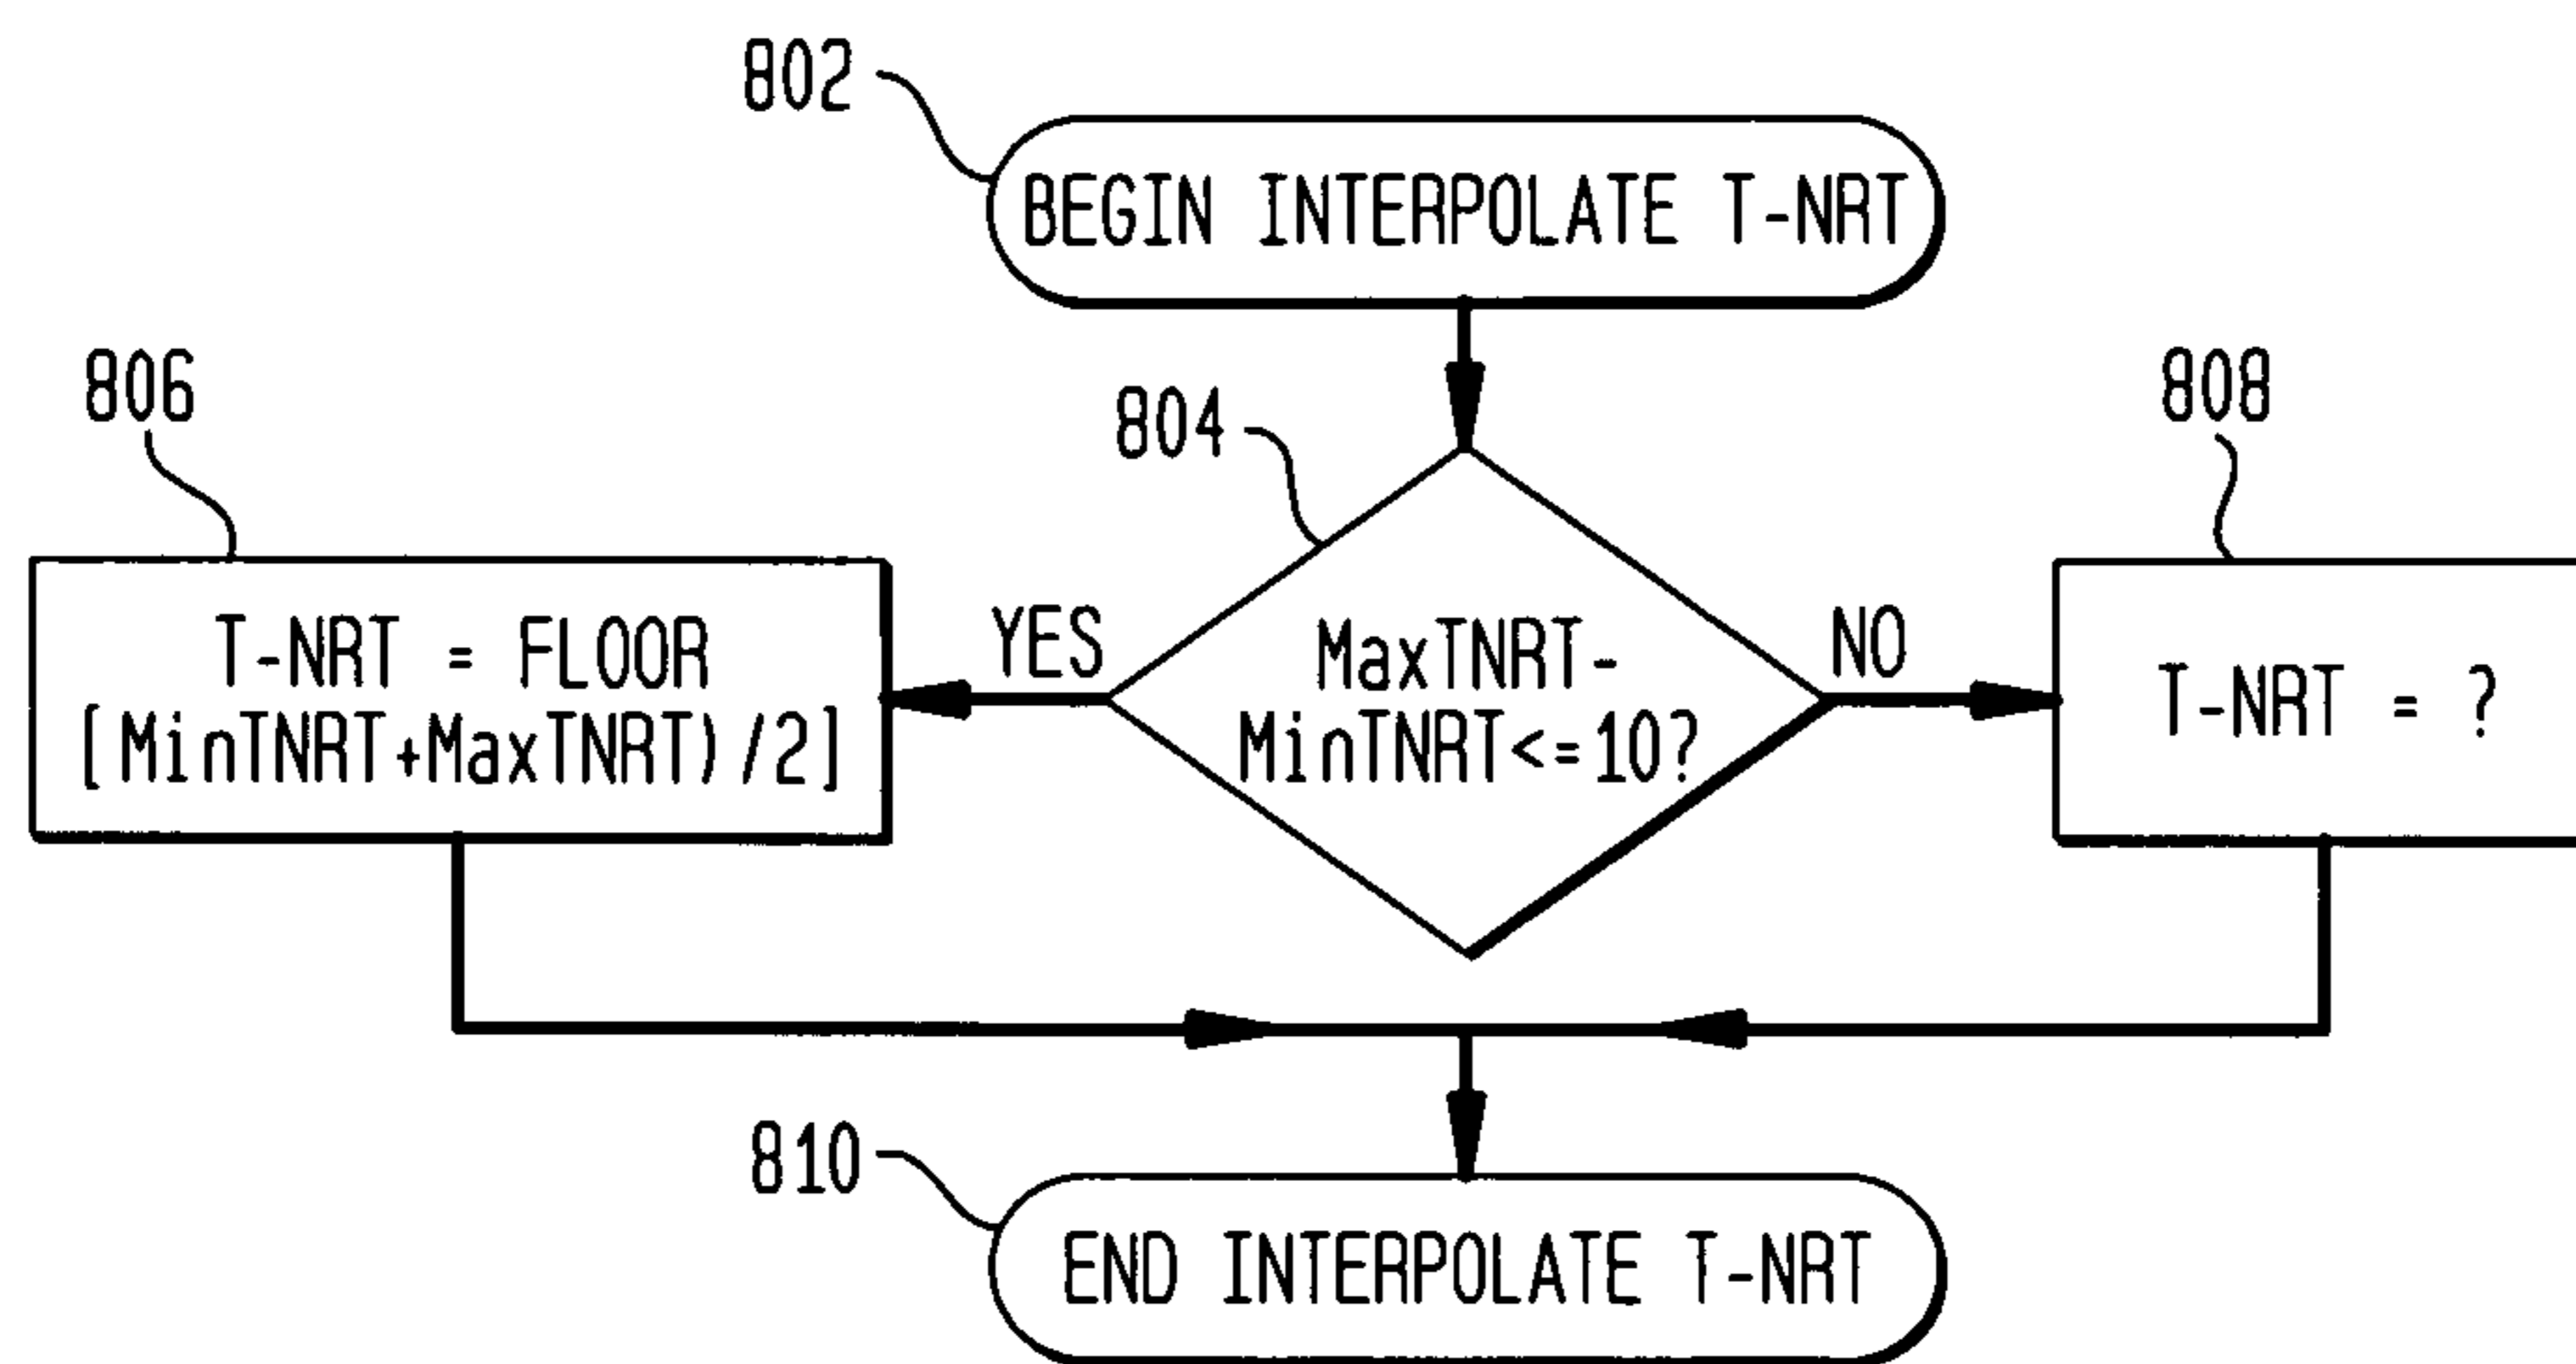 802
BEGIN INTERPOLATE T-NRT
806
804
808
T-NRT = FLOOR
[MinTNRT+MaxTNRT)/2]
YES
MaxTNRT-
MinTNRT<=10?
NO
T-NRT = ?
810
END INTERPOLATE T-NRT